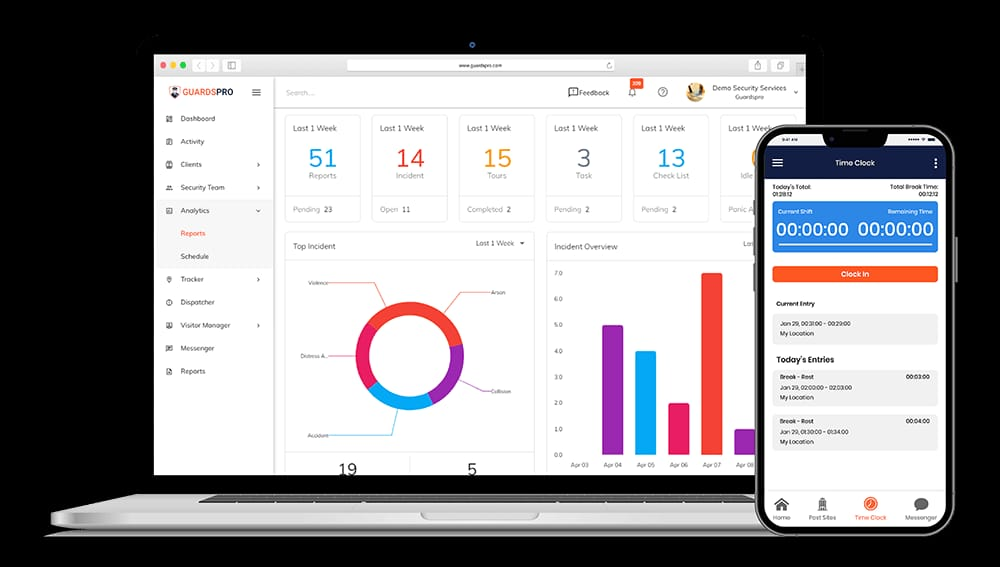 www.guardspro.com
GUARDSPRO
Search...
Feedback
209
Demo Security Services
Guardspro
Dashboard
Activity
Clients
Security Team
Analytics
Reports
Schedule
Tracker
Dispatcher
Visitor Manager
Messenger
Reports
Last 1 Week
51
Reports
Pending 23
Last 1 Week
14
Incident
Open 11
Last 1 Week
15
Tours
Completed 2
Last 1 Week
3
Task
Pending 2
Last 1 Week
13
Check List
Pending 2
Last 1 Week
Idle
Panic A
Top Incident
Last 1 Week
Violence
Arson
Distress A..
Collision
Accident
19
5
Incident Overview
Las
7.0
6.0
5.0
4.0
3.0
2.0
1.0
0.0
Apr 03 Apr 04 Apr 05 Apr 06 Apr 07 Apr 08
9:41 AM
Time Clock
Today's Total:
01:28:12
Total Break Time:
00:12:12
Current Shift
Remaining Time
00:00:00 00:00:00
Clock In
Current Entry
Jan 29, 00:31:00 - 00:29:00
My Location
Today's Entries
Break - Rest 00:03:00
Jan 29, 02:00:00 - 02:03:00
My Location
Break - Rest 00:04:00
Jan 29, 01:30:00 - 01:34:00
My Location
Home
Post Sites
Time Clock
Messenger